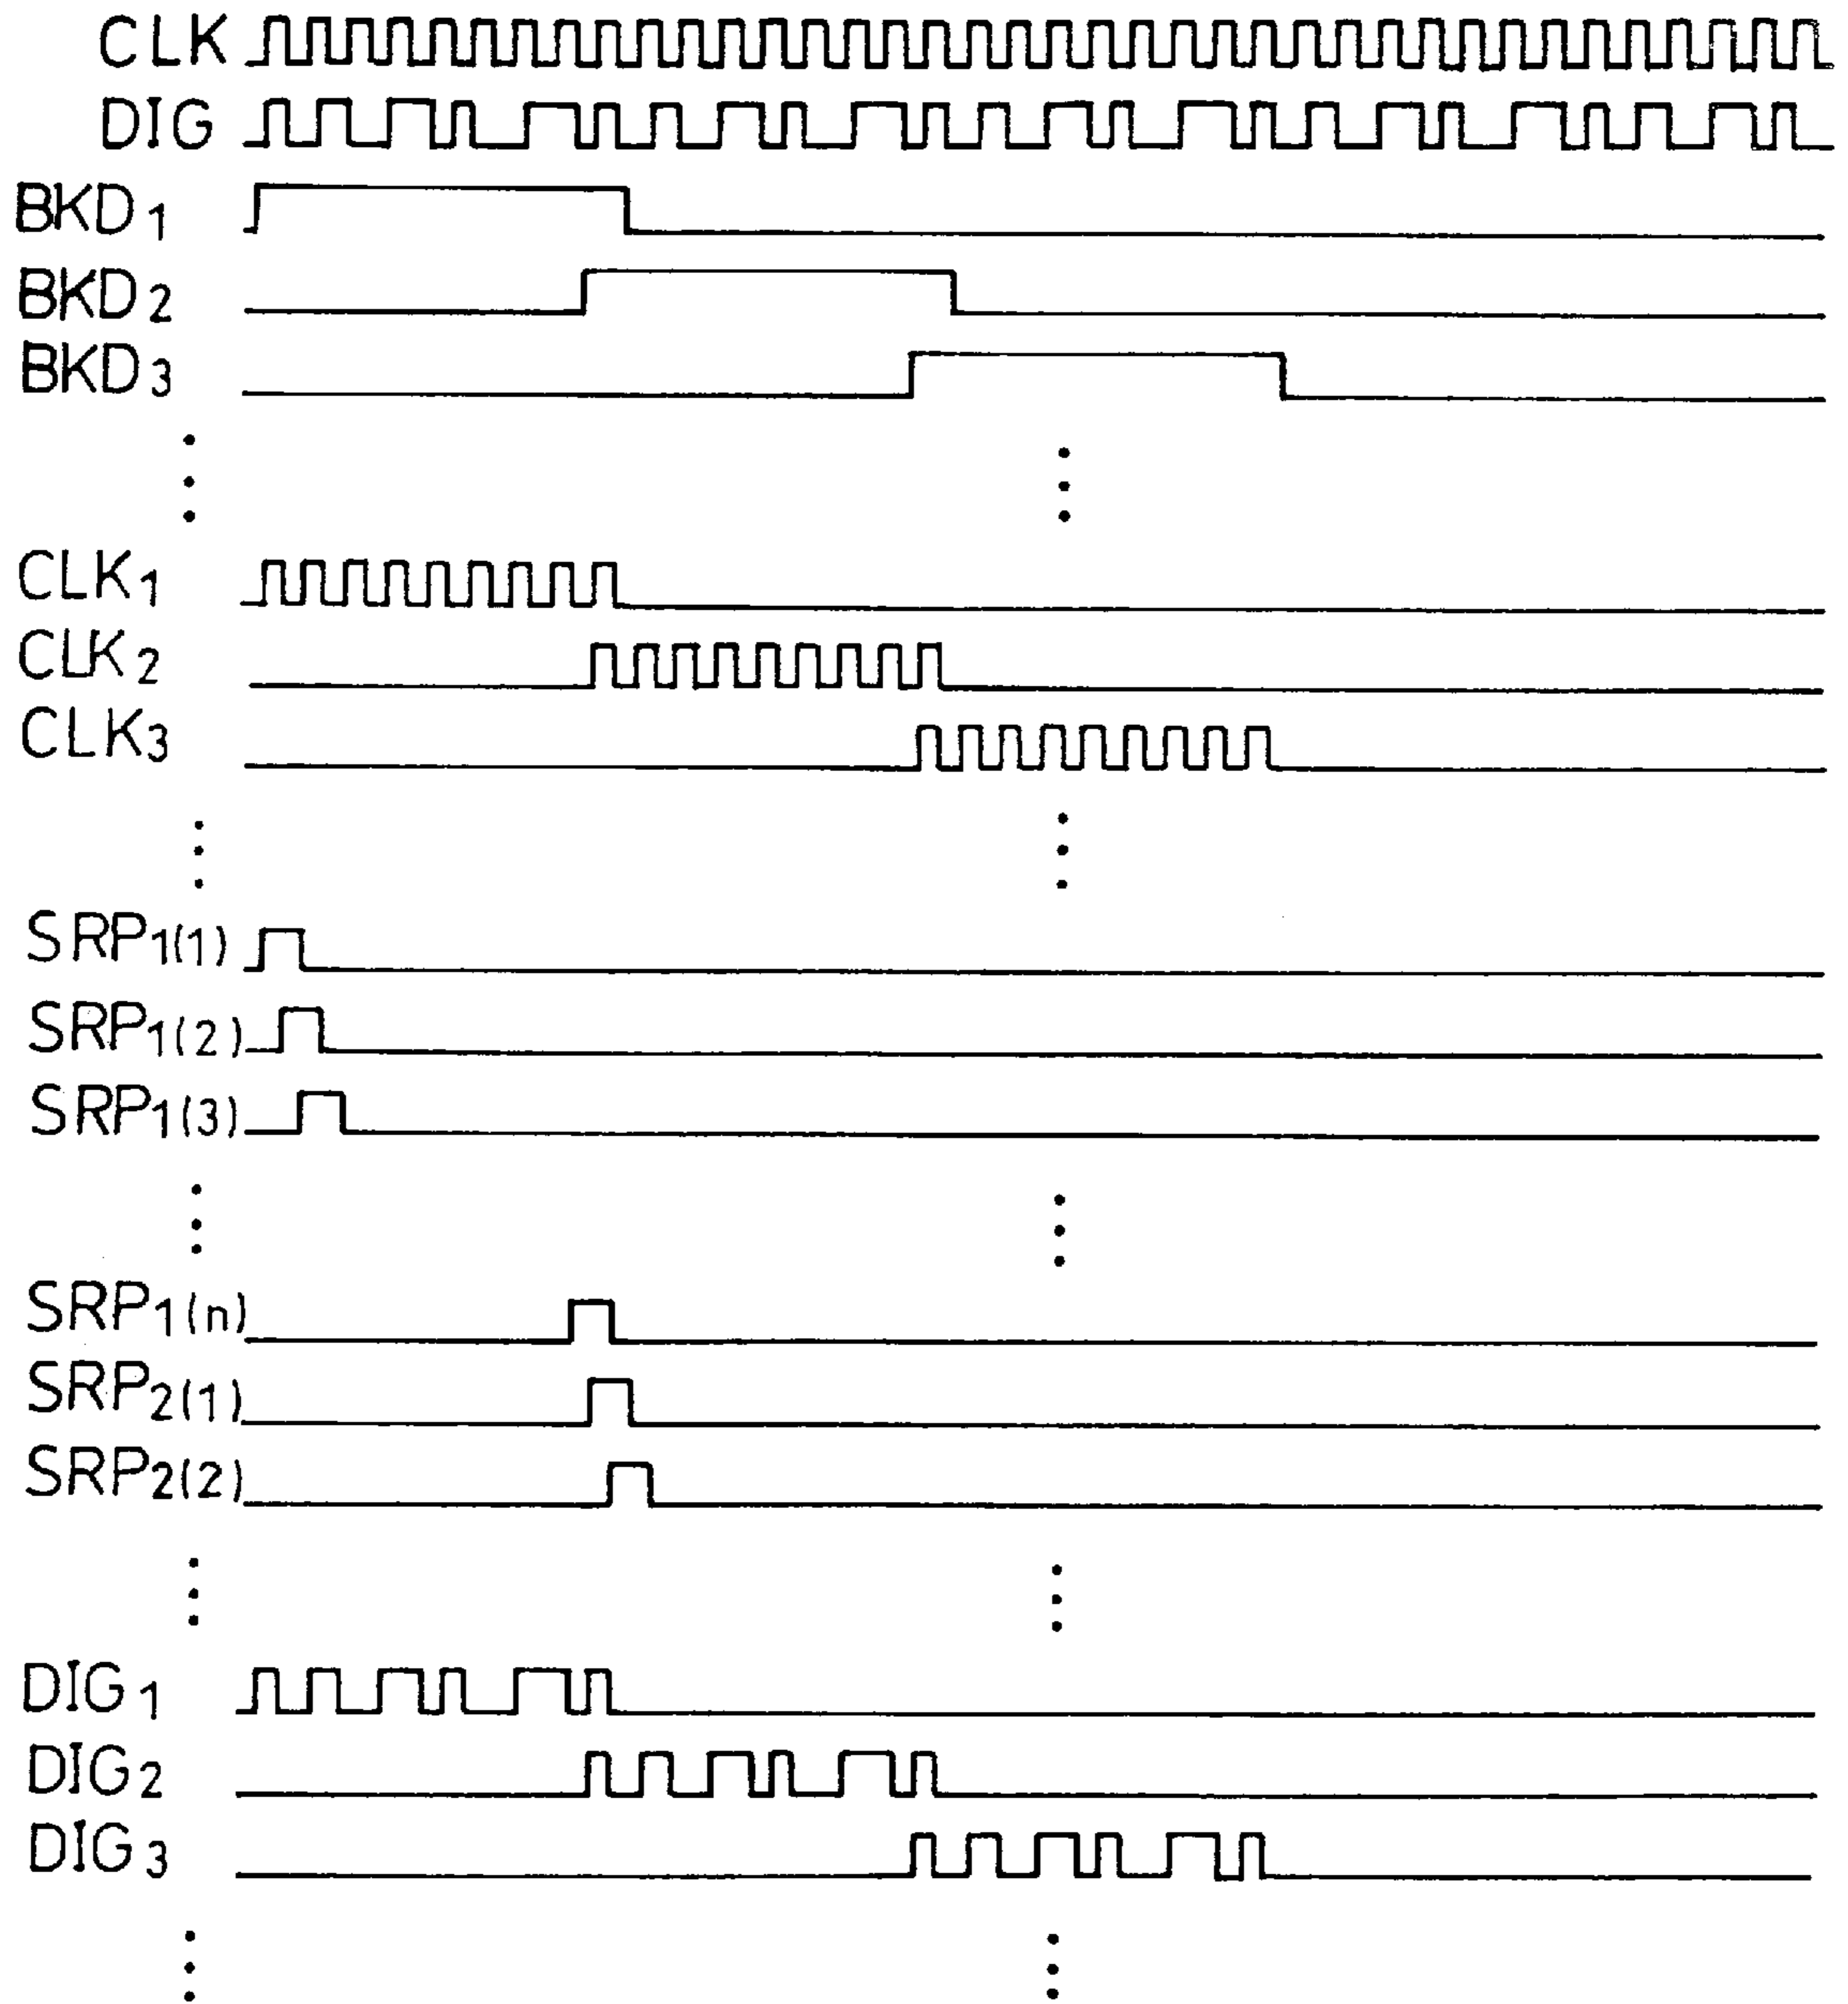 CLK
DIG
BKD1
BKD2
BKD3
CLK1
CLK2
CLK3
SRP1(1)
SRP1(2)
SRP1(3)
SRP1(n)
SRP2(1)
SRP2(2)
DIG1
DIG2
DIG3